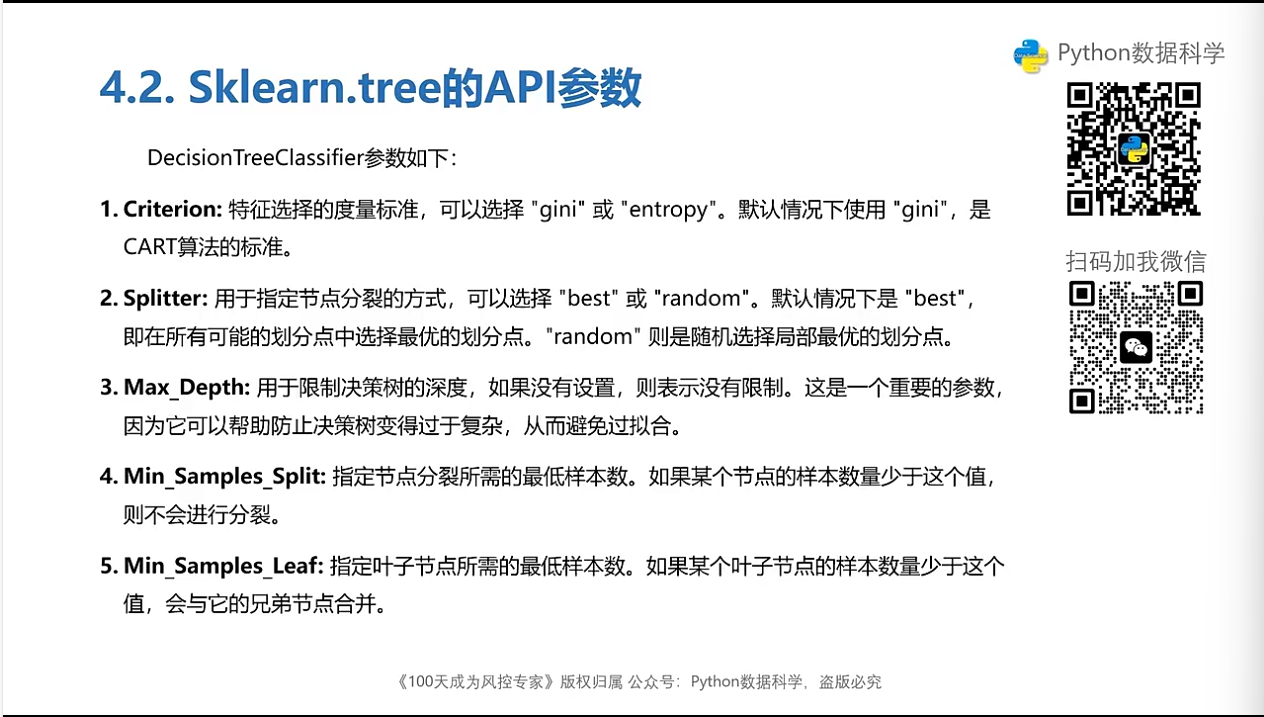 Python数据科学
4.2. Sklearn.tree的API参数
DecisionTreeClassifier参数如下：
1. Criterion: 特征选择的度量标准，可以选择 "gini" 或 "entropy"。默认情况下使用 "gini"，是
CART算法的标准。
2. Splitter: 用于指定节点分裂的方式，可以选择 "best" 或 "random"。默认情况下是 "best"，
即在所有可能的划分点中选择最优的划分点。"random" 则是随机选择局部最优的划分点。
3. Max_Depth: 用于限制决策树的深度，如果没有设置，则表示没有限制。这是一个重要的参数，
因为它可以帮助防止决策树变得过于复杂，从而避免过拟合。
4. Min_Samples_Split: 指定节点分裂所需的最低样本数。如果某个节点的样本数量少于这个值，
则不会进行分裂。
5. Min_Samples_Leaf: 指定叶子节点所需的最低样本数。如果某个叶子节点的样本数量少于这个
值，会与它的兄弟节点合并。
扫码加我微信
《100天成为风控专家》版权归属 公众号：Python数据科学，盗版必究